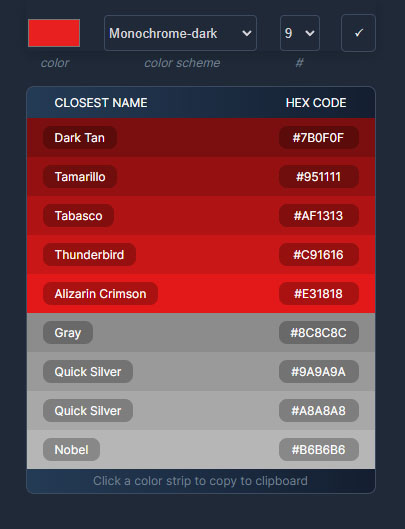 Monochrome-dark 9 ✓
color color scheme #
CLOSEST NAME HEX CODE
Dark Tan #7B0F0F
Tamarillo #951111
Tabasco #AF1313
Thunderbird #C91616
Alizarin Crimson #E31818
Gray #8C8C8C
Quick Silver #9A9A9A
Quick Silver #A8A8A8
Nobel #B6B6B6
Click a color strip to copy to clipboard